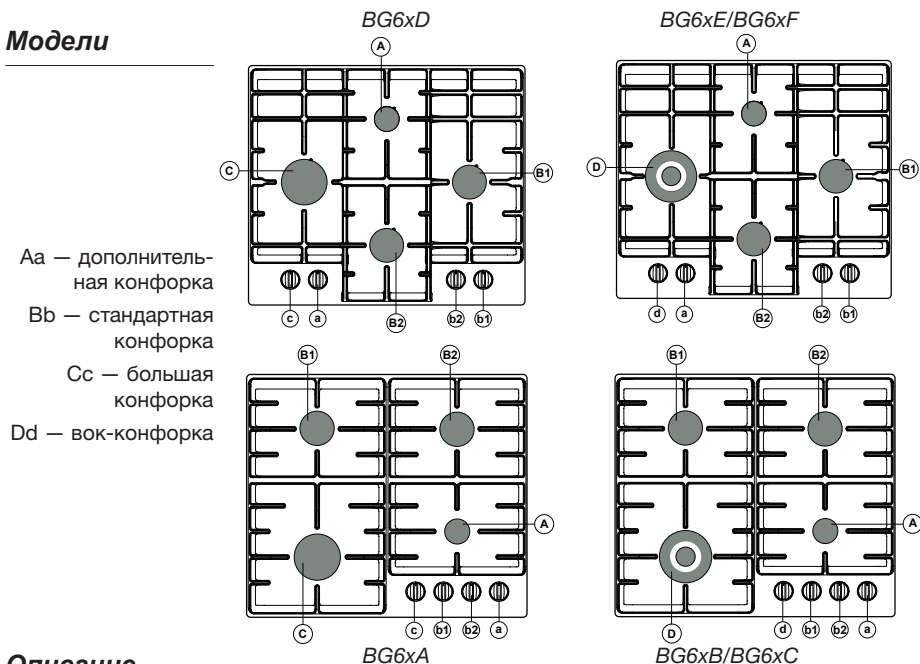 Модели
BG6xD
BG6xE/BG6xF
A
A
C
B1
D
B1
Aa — дополнитель-
ная конфорка
Bb — стандартная
конфорка
Cc — большая
конфорка
Dd — вок-конфорка
c a B2 b2 b1
d a B2 b2 b1
B1 B2
B1 B2
A
A
c b1 b2 a
d b1 b2 a
C
D
BG6xA
BG6xB/BG6xC
Описание